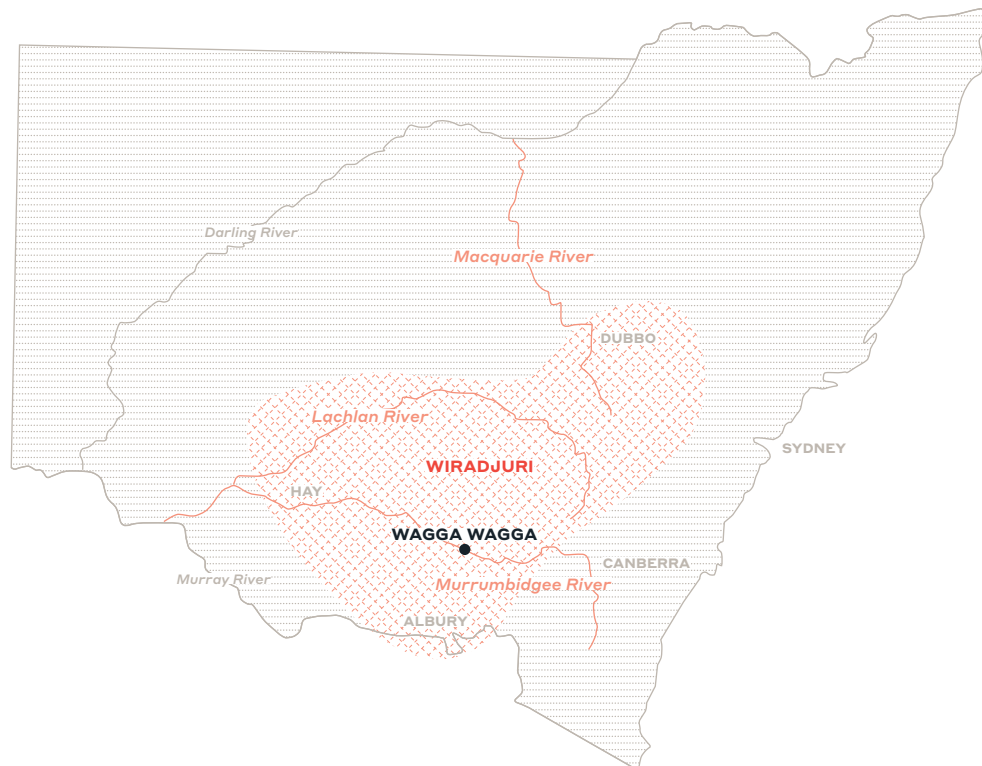 Darling River
Macquarie River
DUBBO
Lachlan River
SYDNEY
WIRADJURI
HAY
WAGGA WAGGA
CANBERRA
Murray River
Murrumbidgee River
ALBURY